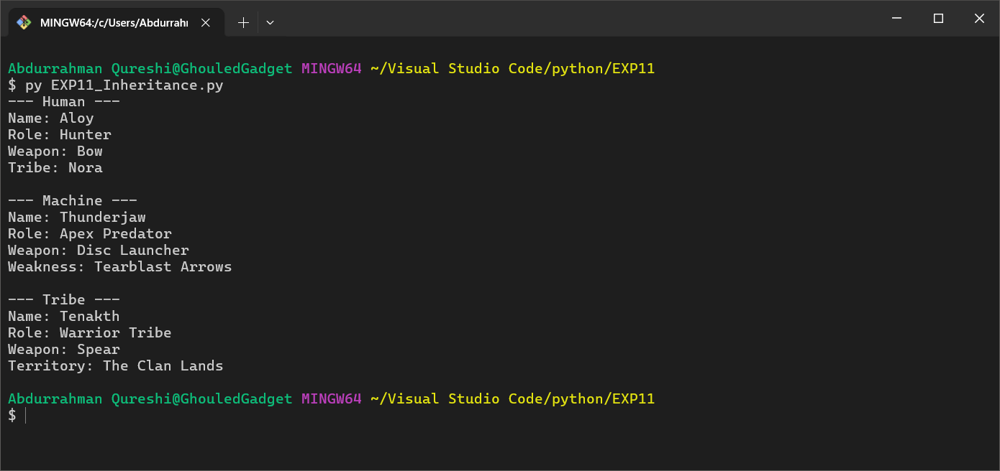 MINGW64:/c/Users/Abdurrahı
Abdurrahman Qureshi@GhouledGadget MINGW64 ~/Visual Studio Code/python/EXP11
$ py EXP11_Inheritance.py
--- Human ---
Name: Aloy
Role: Hunter
Weapon: Bow
Tribe: Nora
--- Machine ---
Name: Thunderjaw
Role: Apex Predator
Weapon: Disc Launcher
Weakness: Tearblast Arrows
--- Tribe ---
Name: Tenakth
Role: Warrior Tribe
Weapon: Spear
Territory: The Clan Lands
Abdurrahman Qureshi@GhouledGadget MINGW64 ~/Visual Studio Code/python/EXP11
$